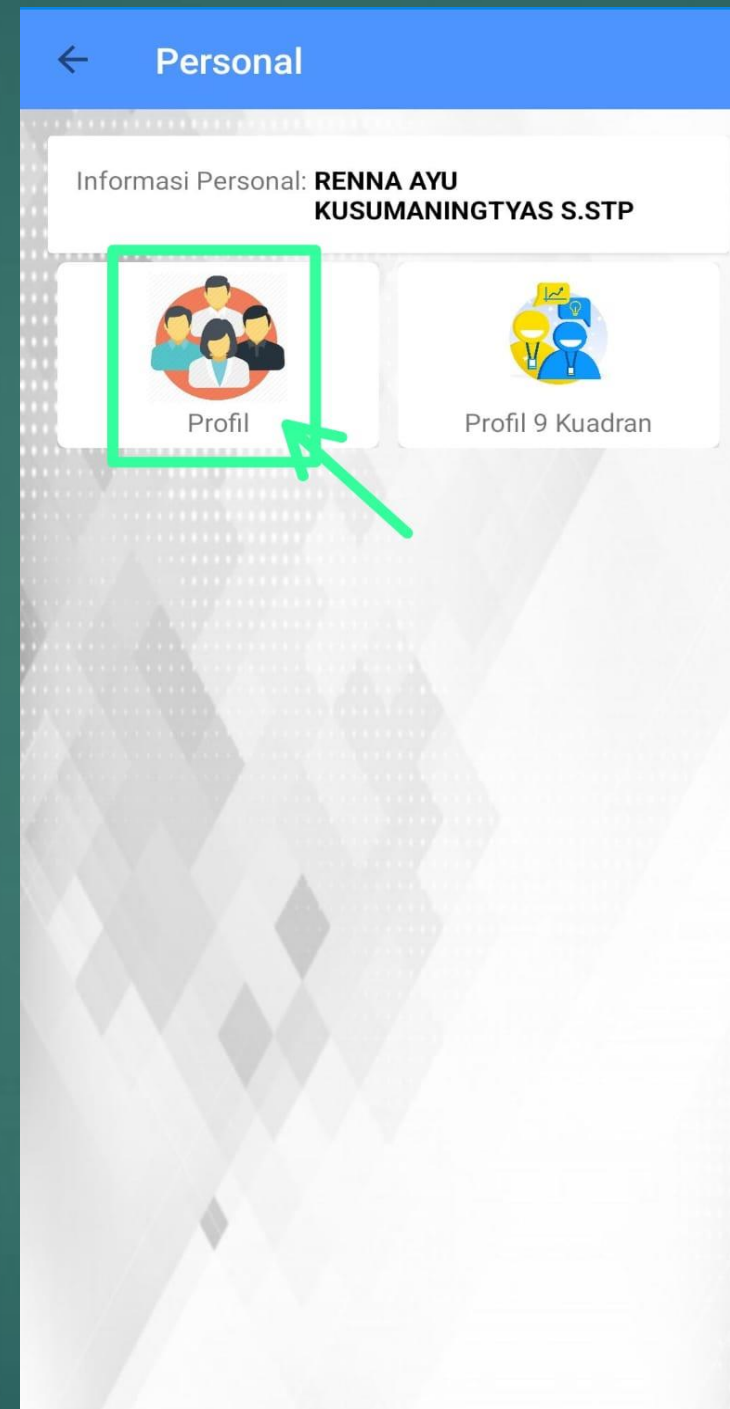 Personal
Informasi Personal: RENNA AYU
KUSUMANINGTYAS S.STP
Profil
Profil 9 Kuadran